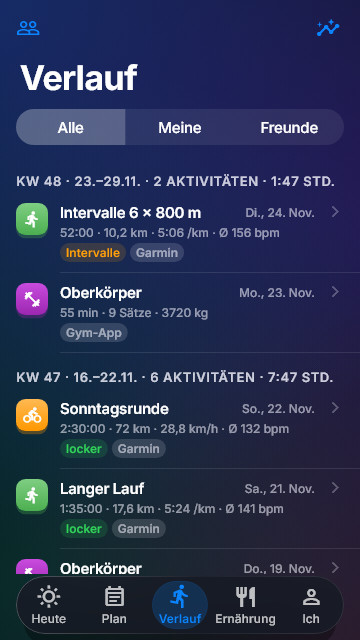 Verlauf
Alle Meine Freunde
KW 48 · 23.–29.11. · 2 AKTIVITÄTEN · 1:47 STD.
Intervalle 6 × 800 m Di., 24. Nov.
52:00 · 10,2 km · 5:06 /km · Ø 156 bpm
Intervalle Garmin
Oberkörper Mo., 23. Nov.
55 min · 9 Sätze · 3720 kg
Gym-App
KW 47 · 16.–22.11. · 6 AKTIVITÄTEN · 7:47 STD.
Sonntagsrunde So., 22. Nov.
2:30:00 · 72 km · 28,8 km/h · Ø 132 bpm
locker Garmin
Langer Lauf Sa., 21. Nov.
1:35:00 · 17,6 km · 5:24 /km · Ø 141 bpm
locker Garmin
Oberkörper Do., 19. Nov.
Heute Plan Verlauf Ernährung Ich